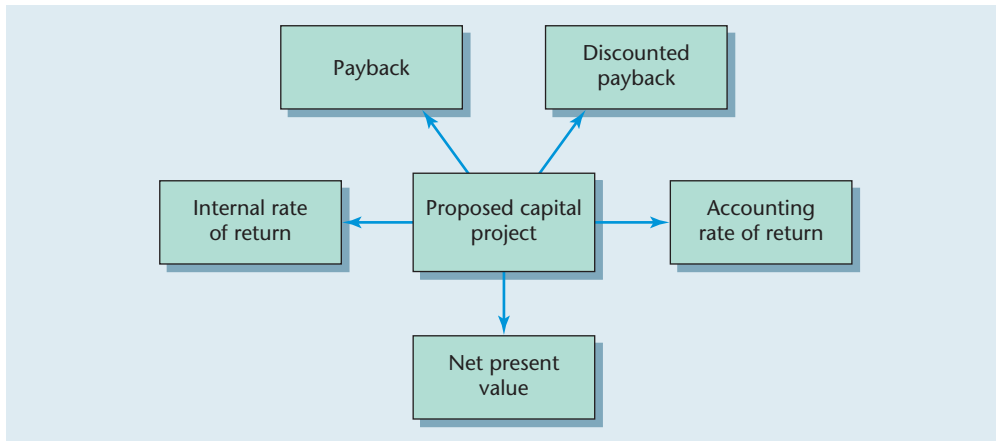 Payback
Discounted
payback
Internal rate
of return
Proposed capital
project
Accounting
rate of return
Net present
value